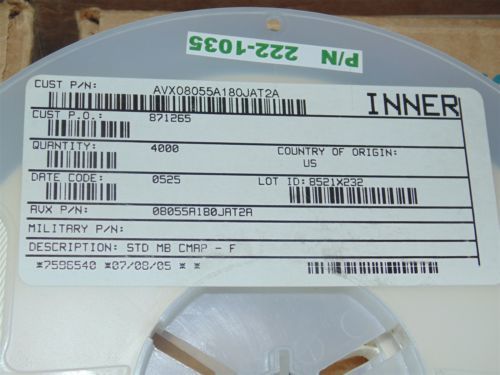 P/N 222-1035
CUST P/N: AVX08055A180JAT2A
INNER
CUST P.O.: 871265
QUANTITY: 4000
COUNTRY OF ORIGIN:
US
DATE CODE: 0525
LOT ID: 8521X232
AVX P/N: 08055A180JAT2A
MILITARY P/N:
DESCRIPTION: STD MB CMAP - F
*7596540 *07/08/05 * *